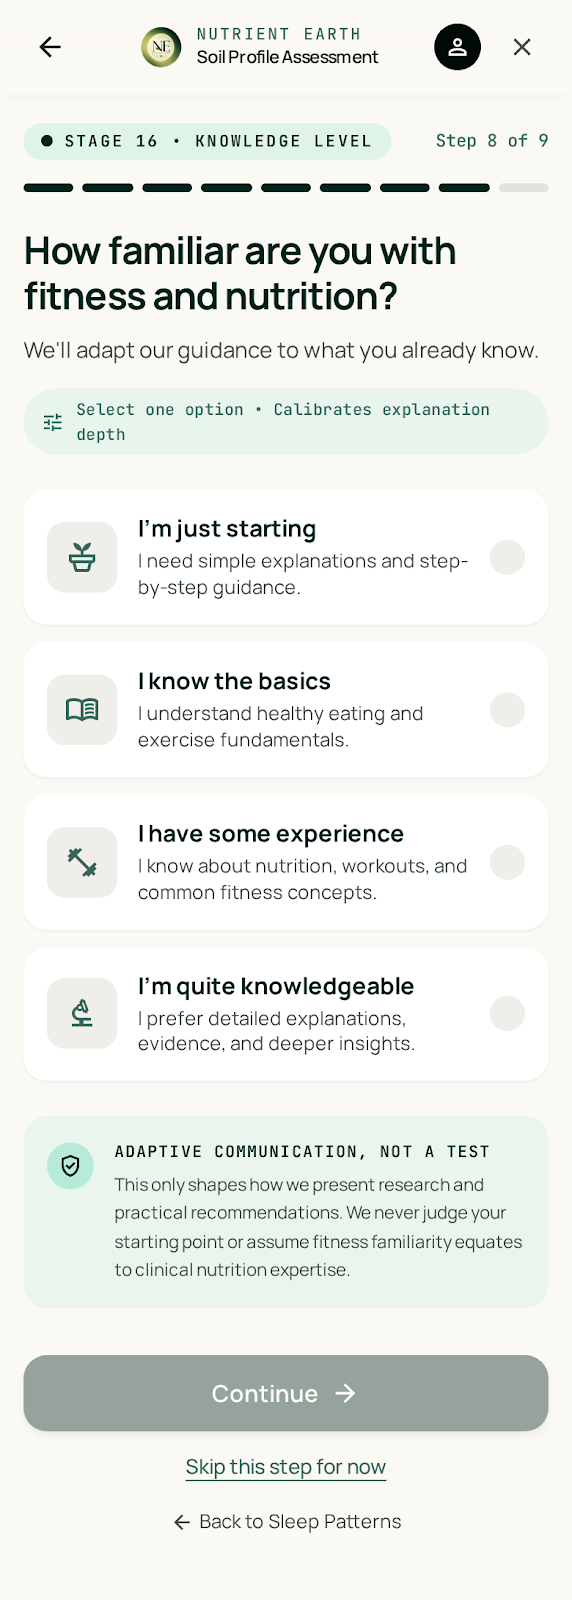 NUTRIENT EARTH
Soil Profile Assessment
NE
STAGE 16 • KNOWLEDGE LEVEL
Step 8 of 9
How familiar are you with
fitness and nutrition?
We'll adapt our guidance to what you already know.
Select one option • Calibrates explanation
depth
I'm just starting
I need simple explanations and step-
by-step guidance.
I know the basics
I understand healthy eating and
exercise fundamentals.
I have some experience
I know about nutrition, workouts, and
common fitness concepts.
I'm quite knowledgeable
I prefer detailed explanations,
evidence, and deeper insights.
ADAPTIVE COMMUNICATION, NOT A TEST
This only shapes how we present research and
practical recommendations. We never judge your
starting point or assume fitness familiarity equates
to clinical nutrition expertise.
Continue →
Skip this step for now
← Back to Sleep Patterns